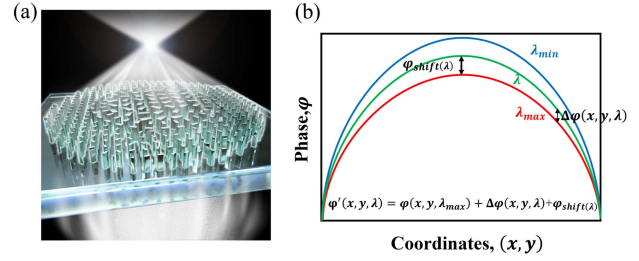 (a)
(b)
Phase,φ
λmin
φshift(λ)
λ
λmax
Δφ(x, y, λ)
φ'(x, y, λ) = φ(x, y, λmax) + Δφ(x, y, λ)+φshift(λ)
Coordinates, (x, y)